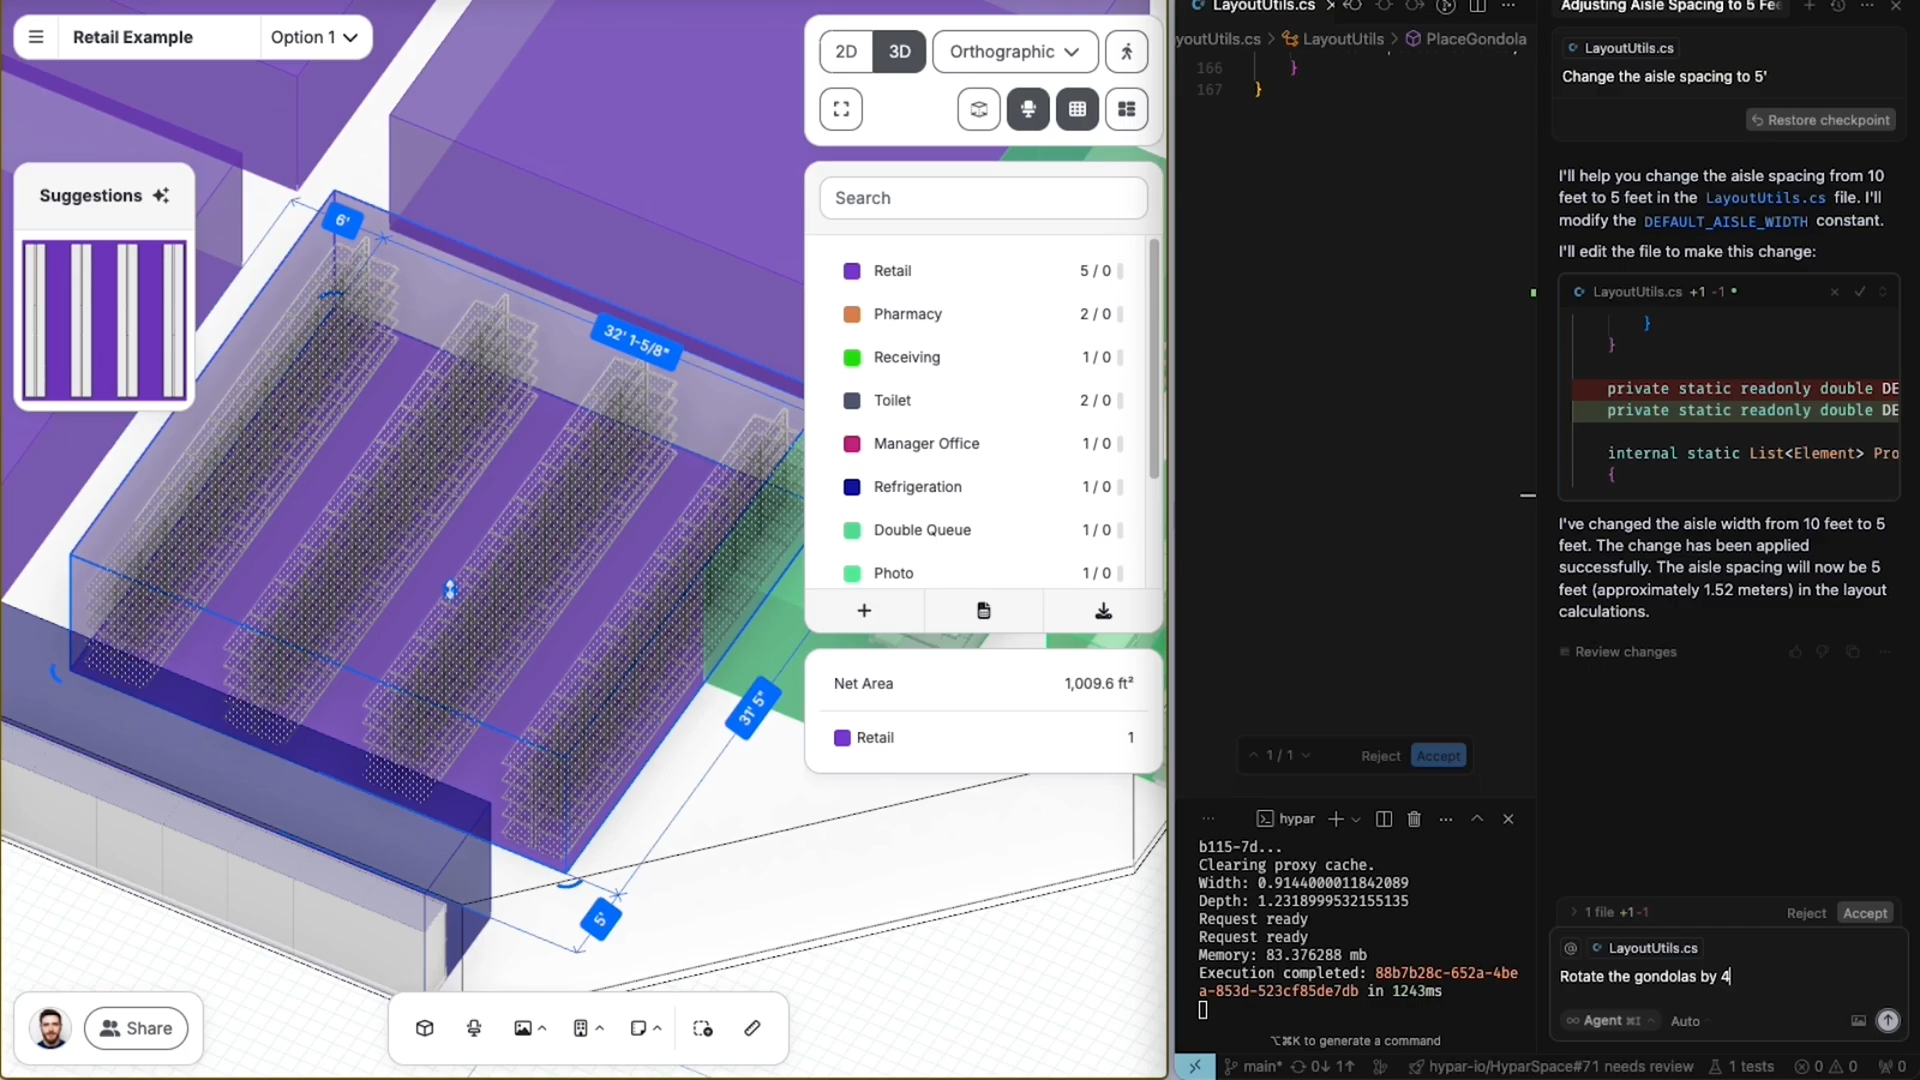 Retail Example
Option 1
2D
3D
Orthographic
Suggestions
6'
32' 1-5/8"
31' 5"
5'
Search
Retail
5 / 0
Pharmacy
2 / 0
Receiving
1 / 0
Toilet
2 / 0
Manager Office
1 / 0
Refrigeration
1 / 0
Double Queue
1 / 0
Photo
1 / 0
Net Area
1,009.6 ft²
Retail
1
Share
LayoutUtils.cs
youtUtils.cs > LayoutUtils > PlaceGondola
166 }
167 }
1 / 1
Reject
Accept
hypar
b115-7d...
Clearing proxy cache.
Width: 0.9144000011842089
Depth: 1.2318999532155135
Request ready
Request ready
Memory: 83.376288 mb
Execution completed: 88b7b28c-652a-4be
a-853d-523cf85de7db in 1243ms
⌥⌘K to generate a command
Adjusting Aisle Spacing to 5 Fee
LayoutUtils.cs
Change the aisle spacing to 5'
Restore checkpoint
I'll help you change the aisle spacing from 10
feet to 5 feet in the LayoutUtils.cs file. I'll
modify the DEFAULT_AISLE_WIDTH constant.
I'll edit the file to make this change:
LayoutUtils.cs +1 -1
}
}
private static readonly double DE
private static readonly double DE
internal static List<Element> Pro
{
I've changed the aisle width from 10 feet to 5
feet. The change has been applied
successfully. The aisle spacing will now be 5
feet (approximately 1.52 meters) in the layout
calculations.
Review changes
1 file +1 -1
Reject
Accept
@ LayoutUtils.cs
Rotate the gondolas by 4
Agent ⌘I
Auto
main*
0↓ 1↑
hypar-io/HyparSpace#71 needs review
1 tests
0
0
0